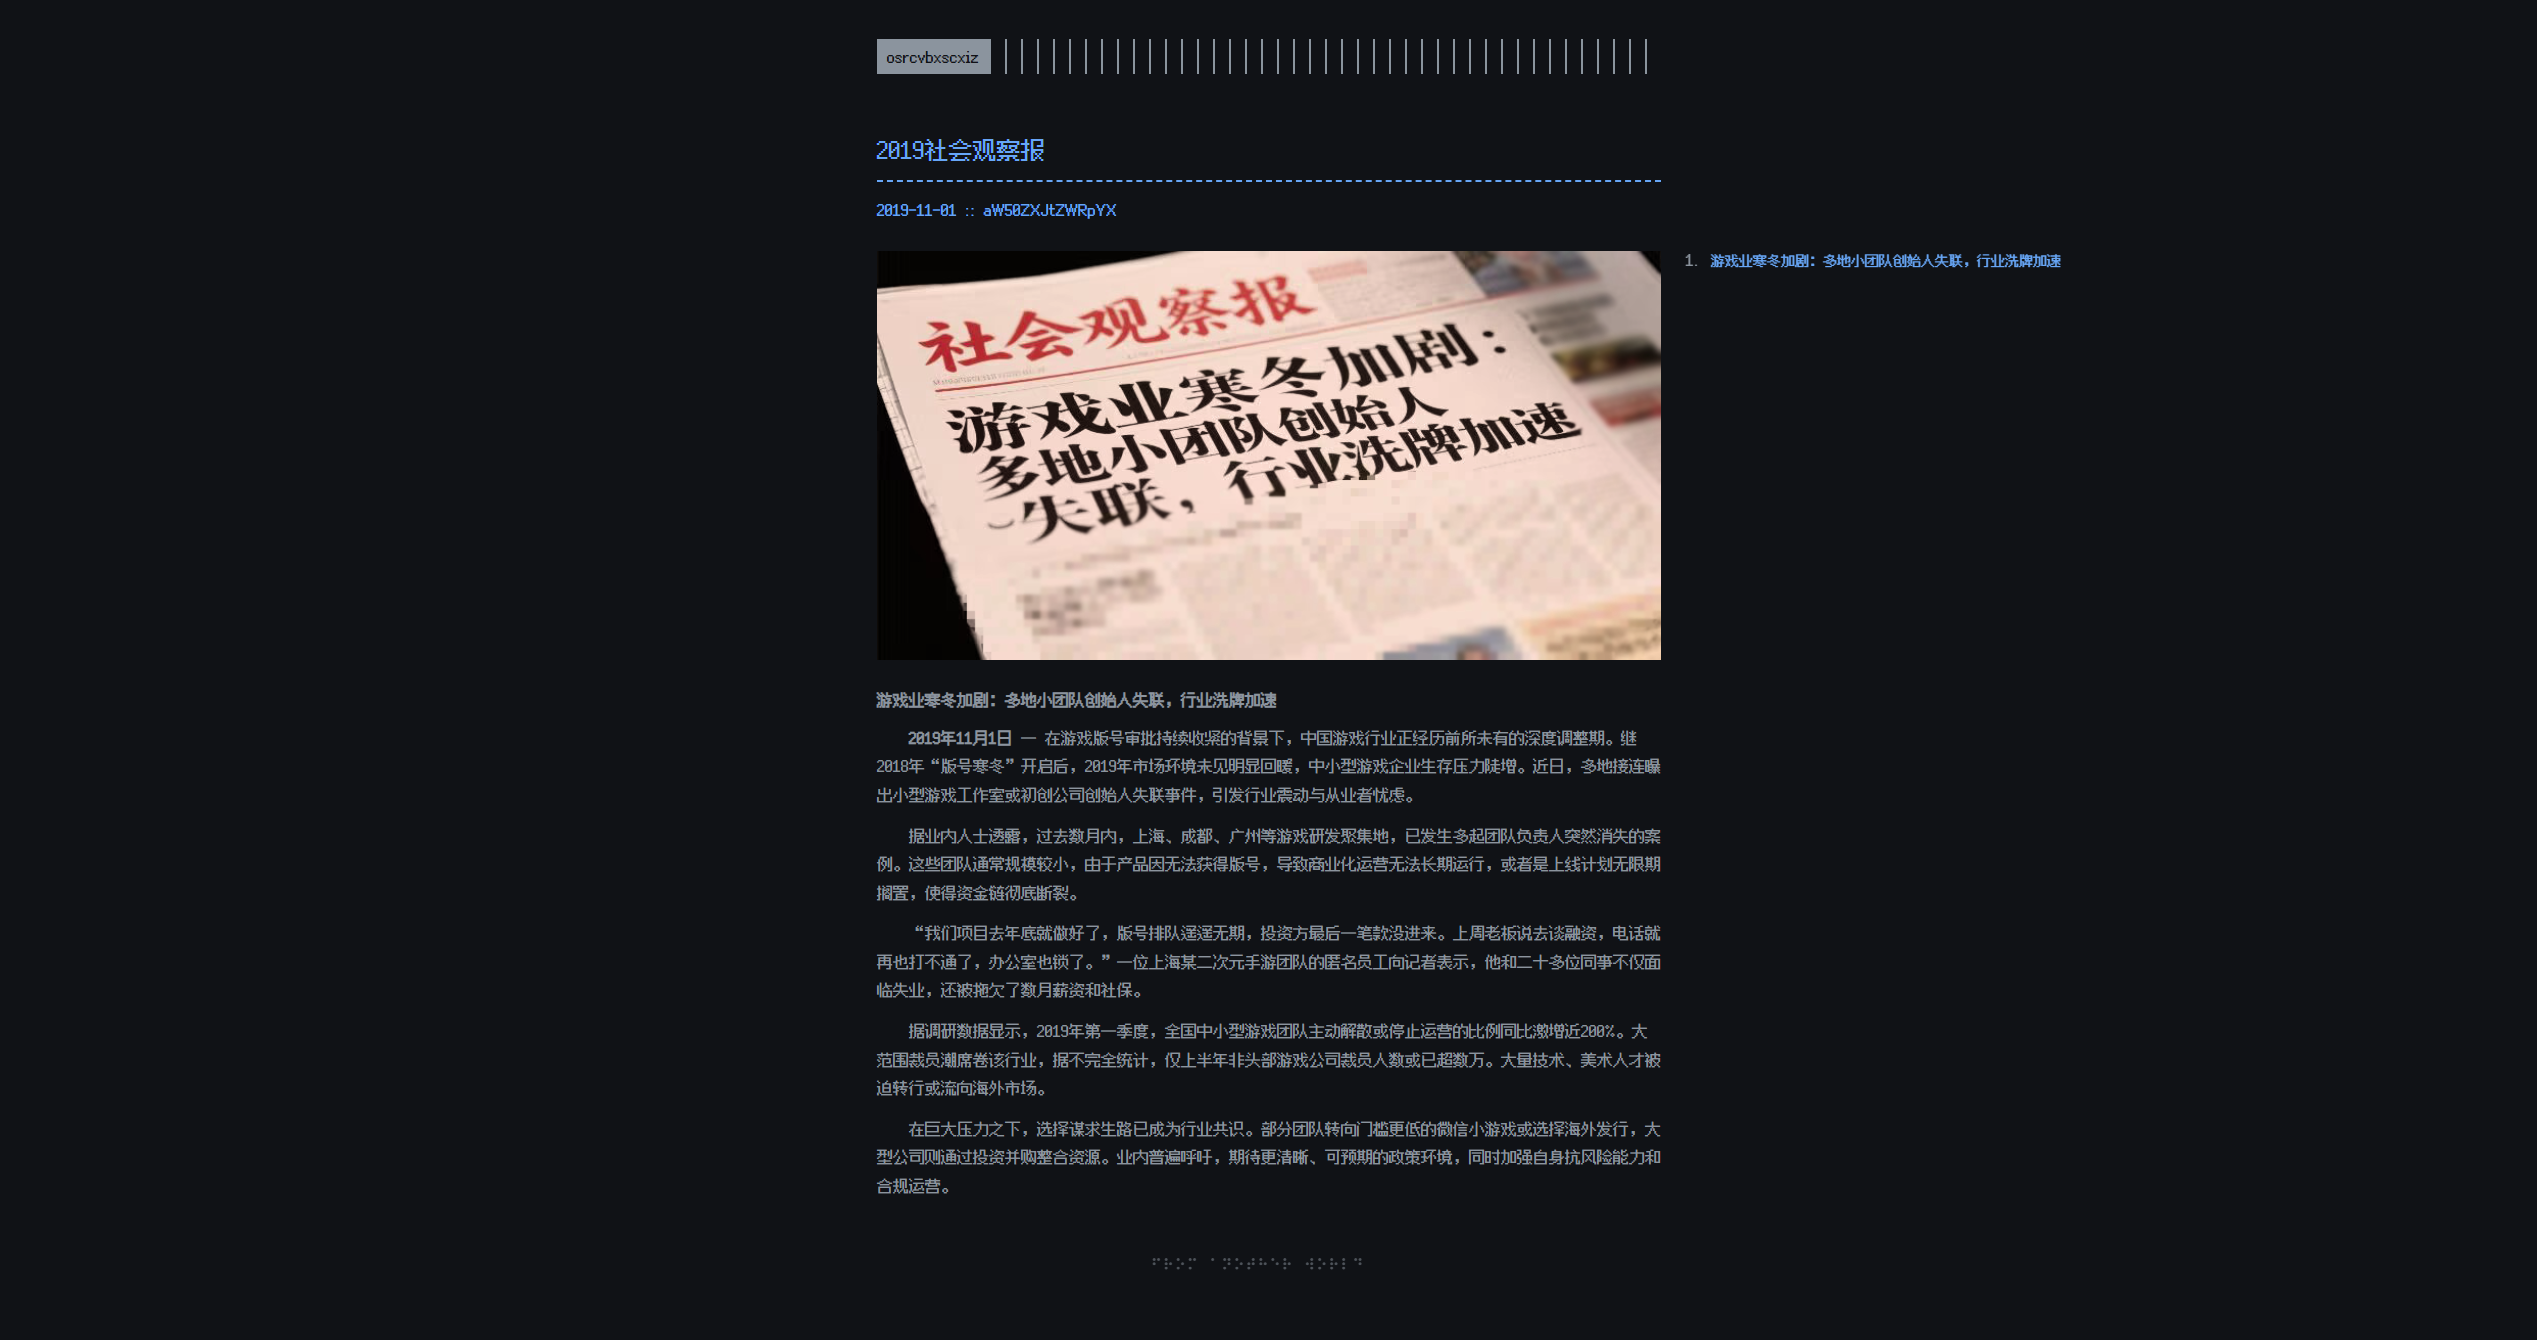 osrcvbxscxiz
2019社会观察报
2019-11-01 :: aW50ZXJtZWRpYX
社会观察报
游戏业寒冬加剧：
多地小团队创始人
失联，行业洗牌加速
1. 游戏业寒冬加剧：多地小团队创始人失联，行业洗牌加速
游戏业寒冬加剧：多地小团队创始人失联，行业洗牌加速
2019年11月1日 — 在游戏版号审批持续收紧的背景下，中国游戏行业正经历前所未有的深度调整期。继
2018年“版号寒冬”开启后，2019年市场环境未见明显回暖，中小型游戏企业生存压力陡增。近日，多地接连曝
出小型游戏工作室或初创公司创始人失联事件，引发行业震动与从业者忧虑。
据业内人士透露，过去数月内，上海、成都、广州等游戏研发聚集地，已发生多起团队负责人突然消失的案
例。这些团队通常规模较小，由于产品因无法获得版号，导致商业化运营无法长期运行，或者是上线计划无限期
搁置，使得资金链彻底断裂。
“我们项目去年底就做好了，版号排队遥遥无期，投资方最后一笔款没进来。上周老板说去谈融资，电话就
再也打不通了，办公室也锁了。”一位上海某二次元手游团队的匿名员工向记者表示，他和二十多位同事不仅面
临失业，还被拖欠了数月薪资和社保。
据调研数据显示，2019年第一季度，全国中小型游戏团队主动解散或停止运营的比例同比激增近200%。大
范围裁员潮席卷该行业，据不完全统计，仅上半年非头部游戏公司裁员人数或已超数万。大量技术、美术人才被
迫转行或流向海外市场。
在巨大压力之下，选择谋求生路已成为行业共识。部分团队转向门槛更低的微信小游戏或选择海外发行，大
型公司则通过投资并购整合资源。业内普遍呼吁，期待更清晰、可预期的政策环境，同时加强自身抗风险能力和
合规运营。
⠋⠗⠕⠍ ⠁⠝⠕⠞⠓⠑⠗ ⠺⠕⠗⠇⠙